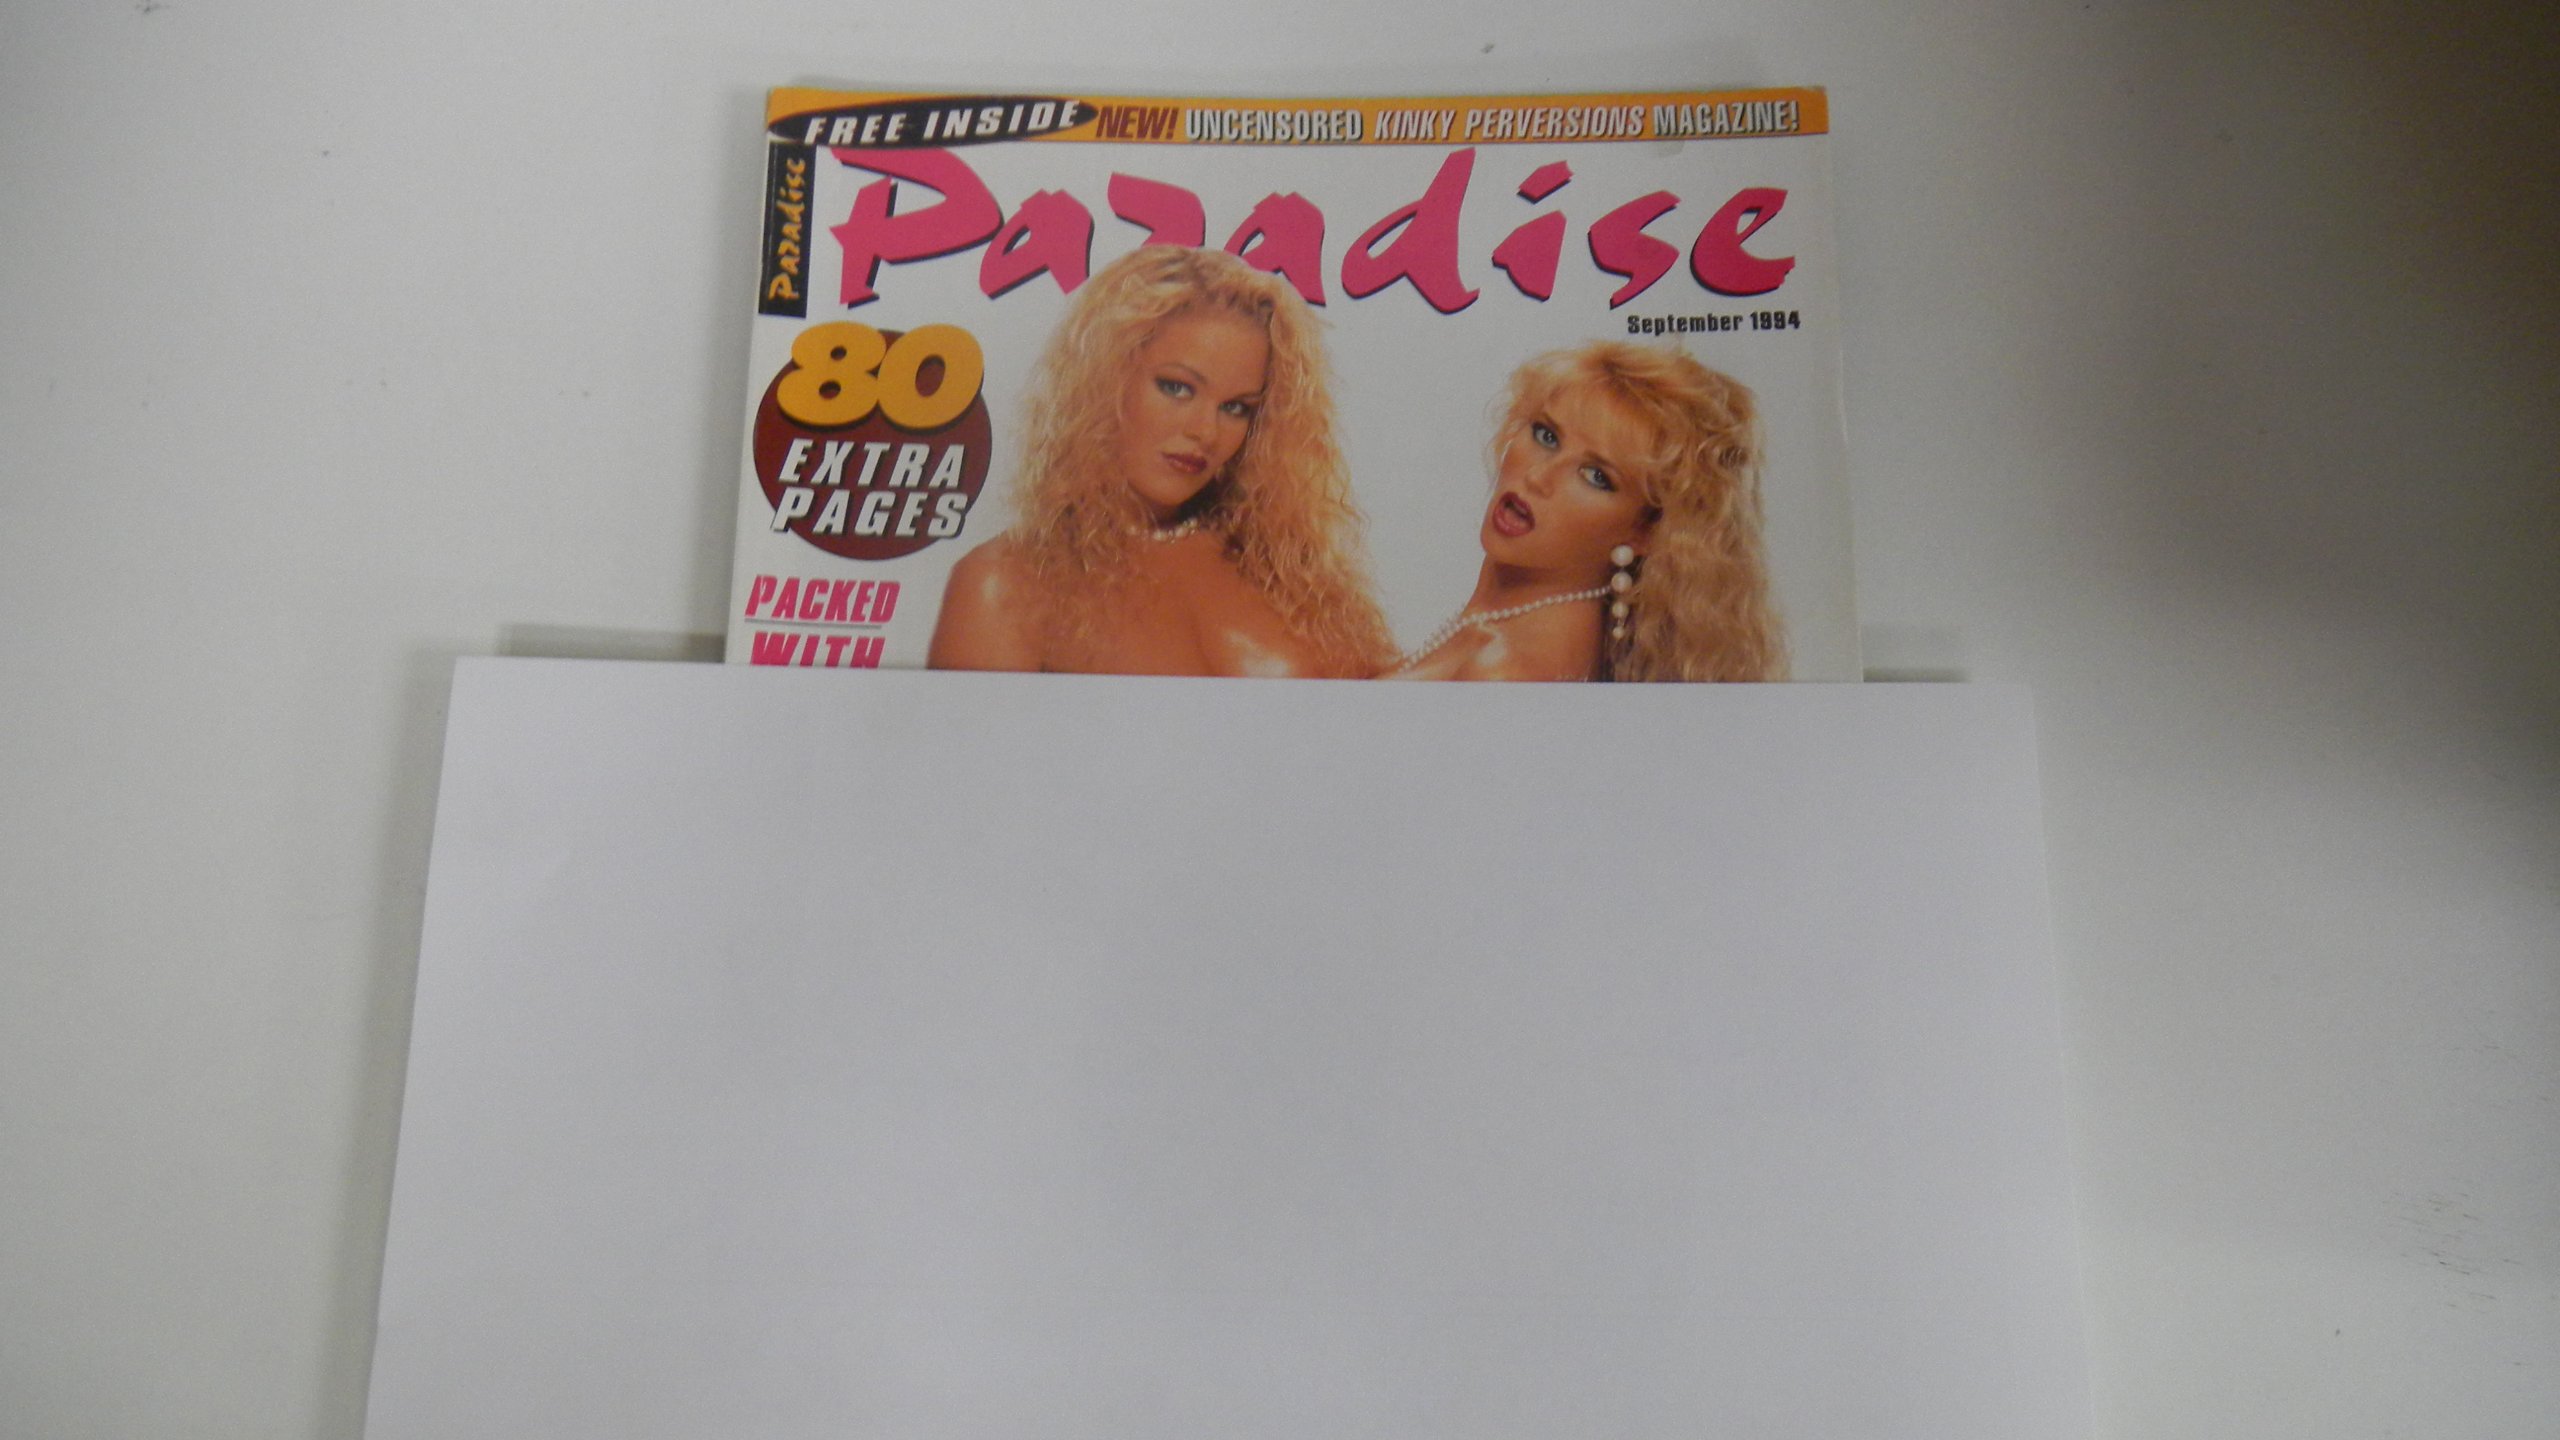 FREE INSIDE NEW! UNCENSORED KINKY PERVERSIONS MAGAZINE!
Paradise
Paradise
September 1994
80
EXTRA
PAGES
PACKED
WITH